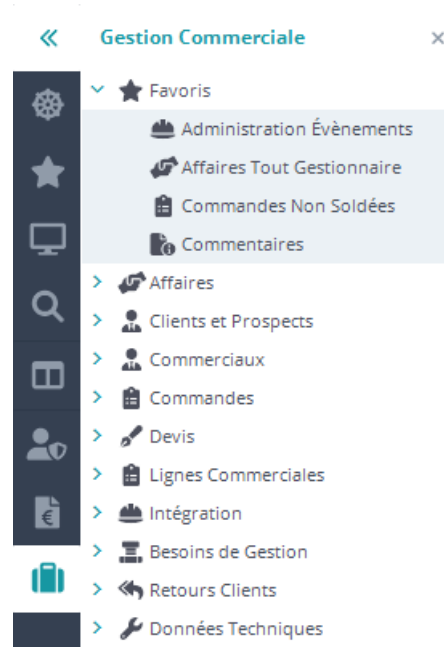 Gestion Commerciale
Favoris
Administration Évènements
Affaires Tout Gestionnaire
Commandes Non Soldées
Commentaires
Affaires
Clients et Prospects
Commerciaux
Commandes
Devis
Lignes Commerciales
Intégration
Besoins de Gestion
Retours Clients
Données Techniques